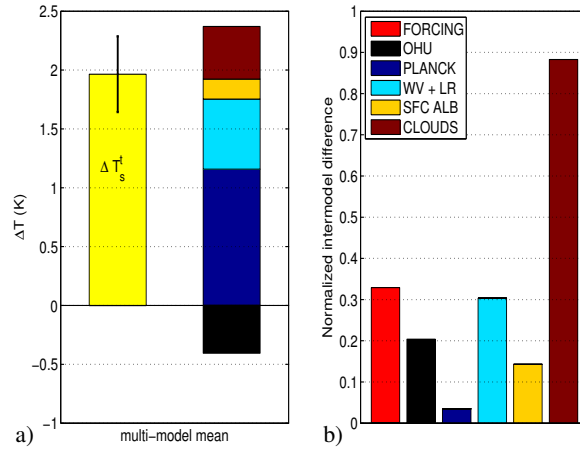 2.5
2
1.5
1
0.5
0
−0.5
−1
ΔT (K)
Δ T_s^t
multi−model mean
a)
1
0.9
0.8
0.7
0.6
0.5
0.4
0.3
0.2
0.1
0
Normalized intermodel difference
FORCING
OHU
PLANCK
WV + LR
SFC ALB
CLOUDS
b)